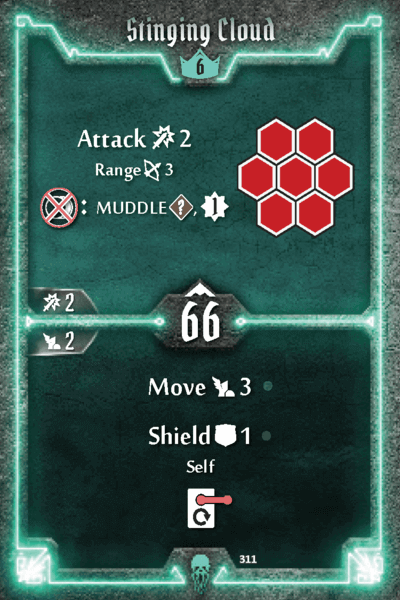 Stinging Cloud
6
Attack 2
Range 3
: MUDDLE ?, 1
2
66
2
Move 3
Shield 1
Self
311